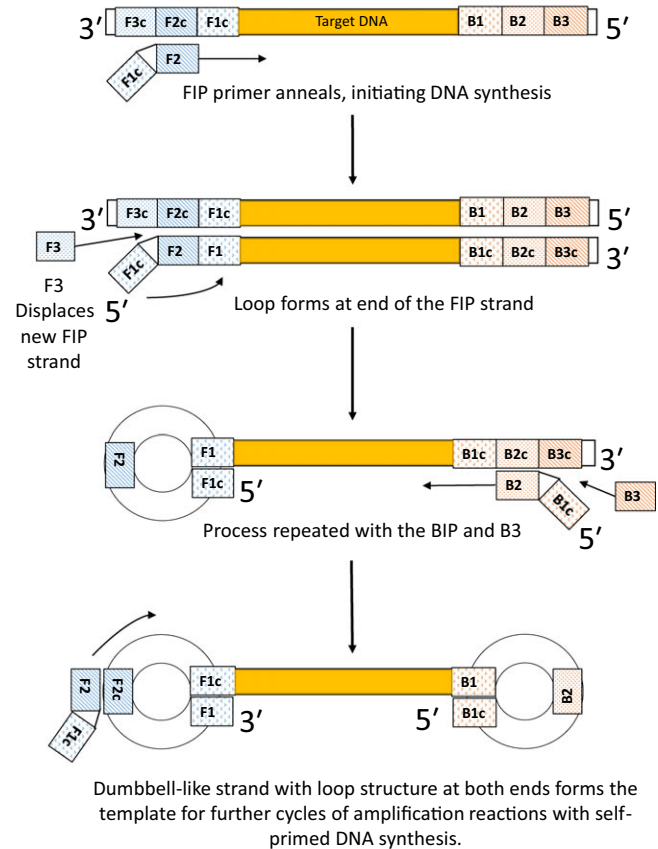 3′ F3c F2c F1c Target DNA B1 B2 B3 5′
F1c F2
FIP primer anneals, initiating DNA synthesis
3′ F3c F2c F1c B1 B2 B3 5′
F3 F1c F2 F1 B1c B2c B3c 3′
F3
Displaces
new FIP
strand
5′
Loop forms at end of the FIP strand
F2 F1 B1c B2c B3c 3′
F1c 5′ B2 B1c 5′ B3
Process repeated with the BIP and B3
F2 F2c F1c B1 B2
F1c F1 3′ 5′ B1c
Dumbbell-like strand with loop structure at both ends forms the
template for further cycles of amplification reactions with self-
primed DNA synthesis.